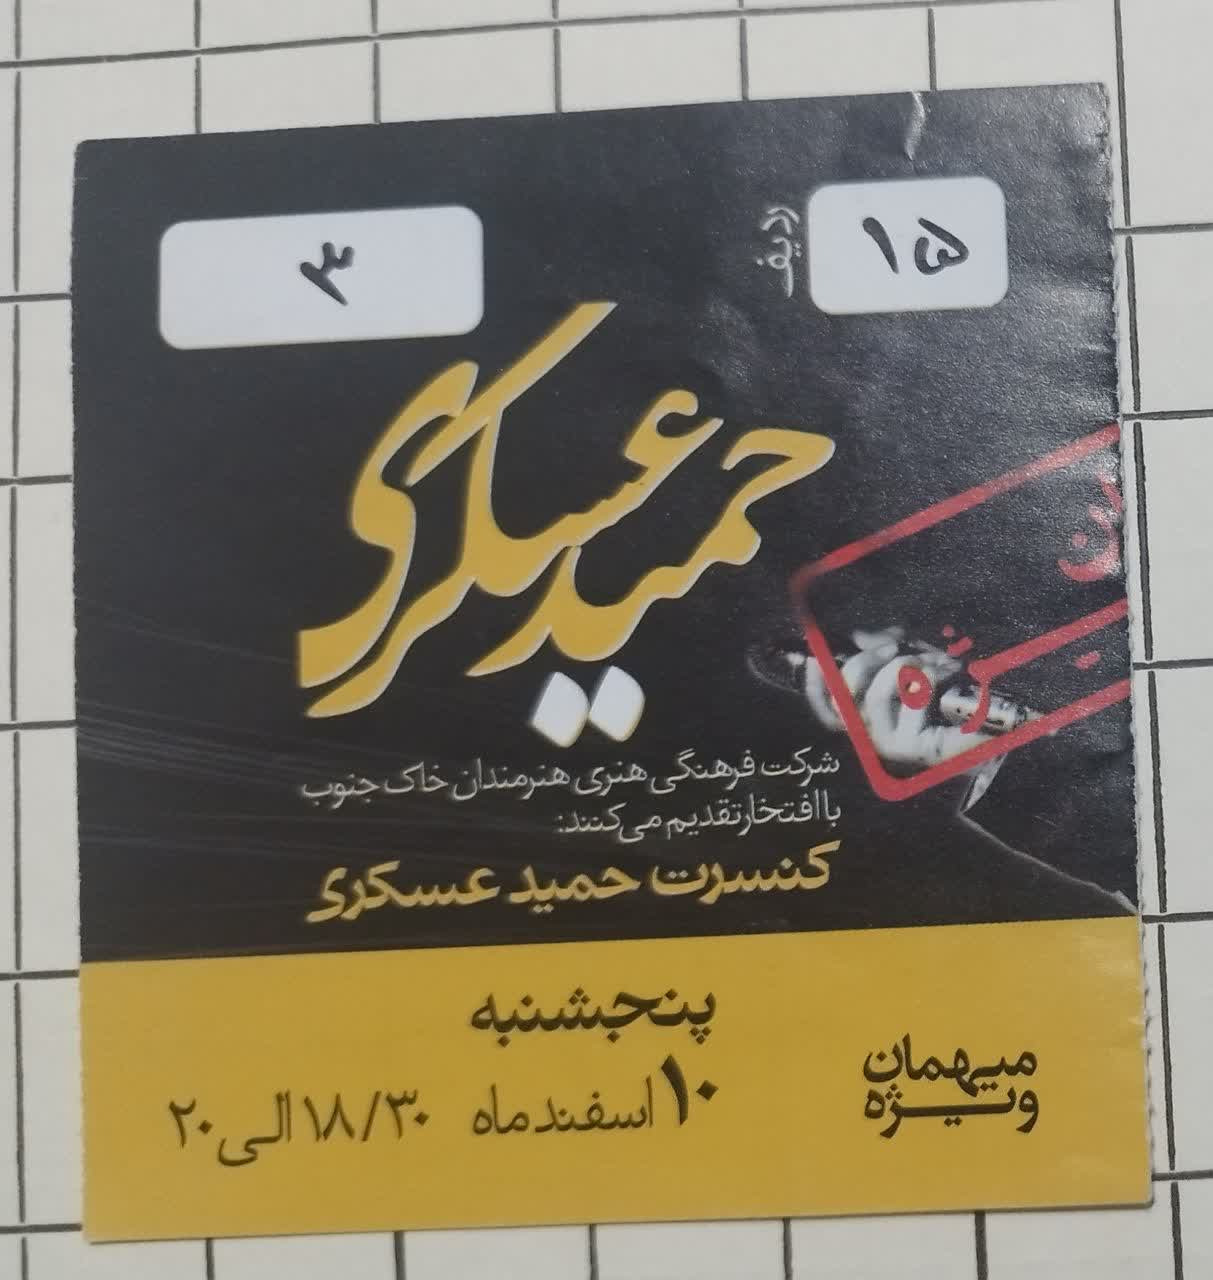 ردیف ۱۵
۳
حمید عسکری
شرکت فرهنگی هنری هنرمندان خاک جنوب
با افتخار تقدیم می‌کنند:
کنسرت حمید عسکری
پنجشنبه
۱۰ اسفند ماه ۱۸/۳۰ الی ۲۰
میهمان
ویژه